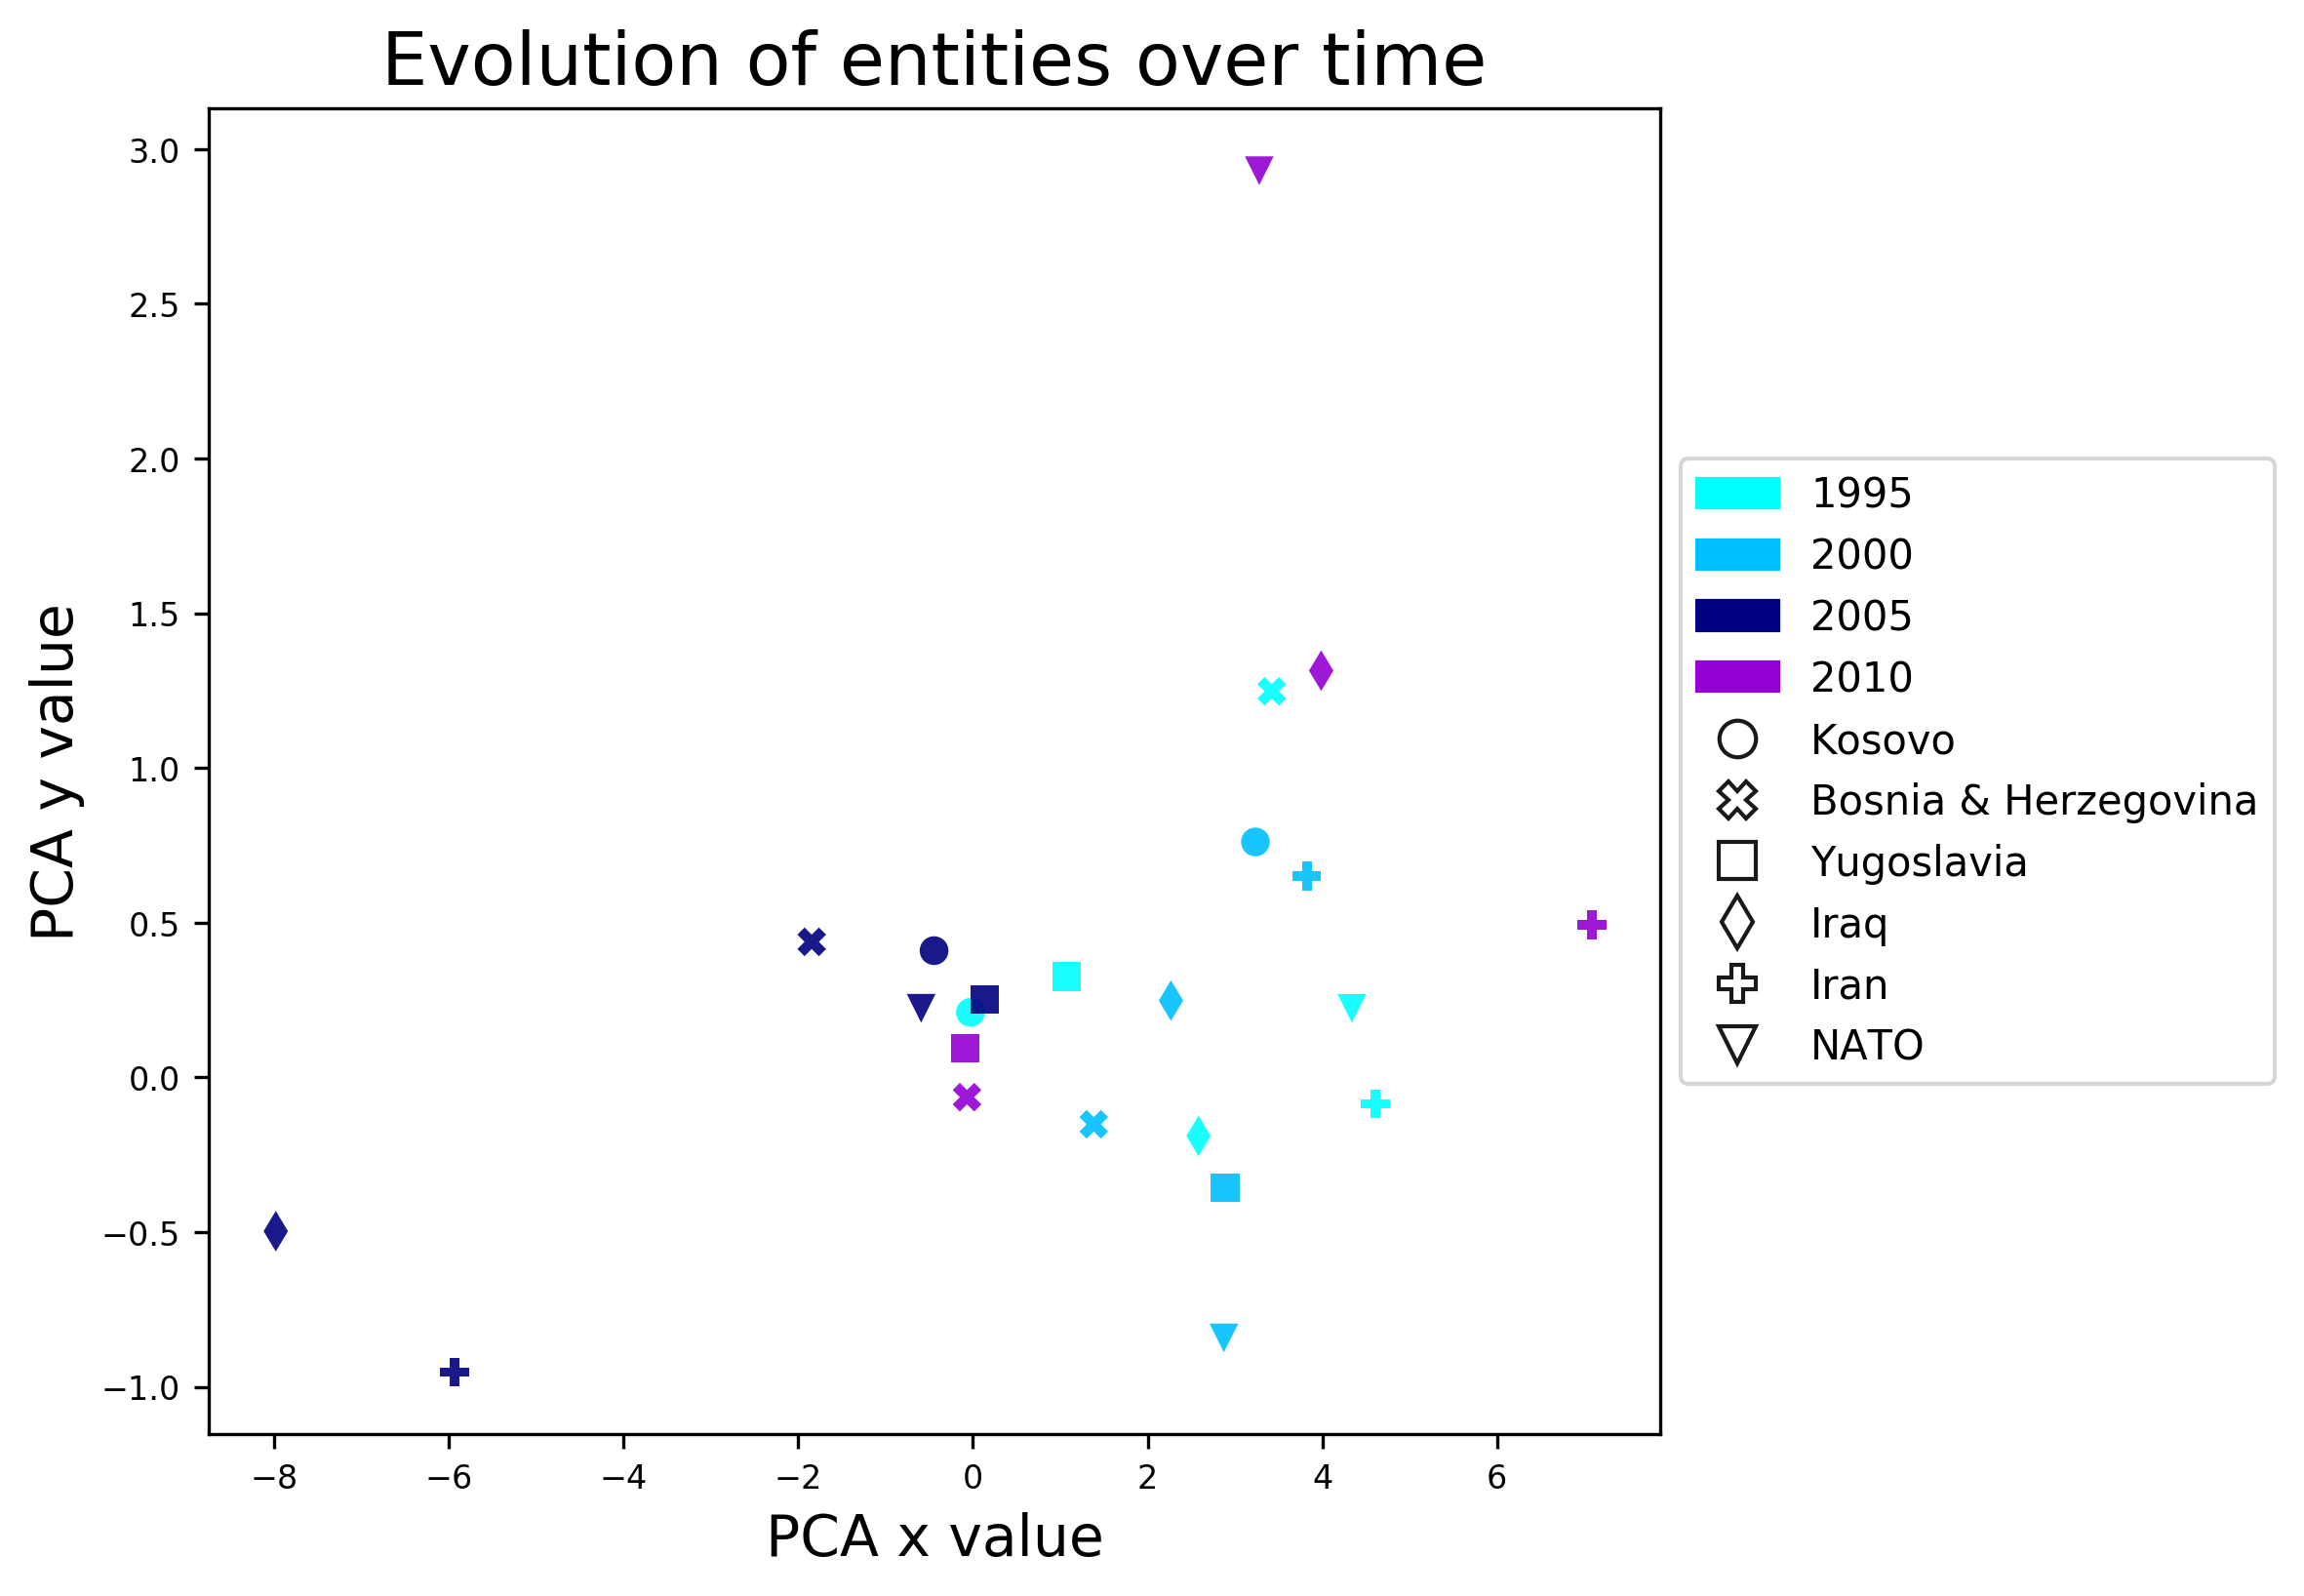 Evolution of entities over time
3.0
2.5
2.0
1.5
1.0
0.5
0.0
−0.5
−1.0
PCA y value
−8 −6 −4 −2 0 2 4 6
PCA x value
1995
2000
2005
2010
Kosovo
Bosnia & Herzegovina
Yugoslavia
Iraq
Iran
NATO